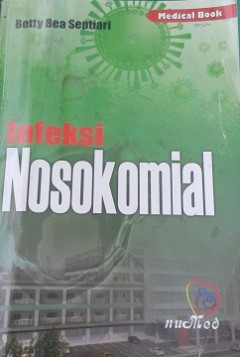 Betty Bea Septiari
Medical Book
Infeksi
Nosokomial
nuMed